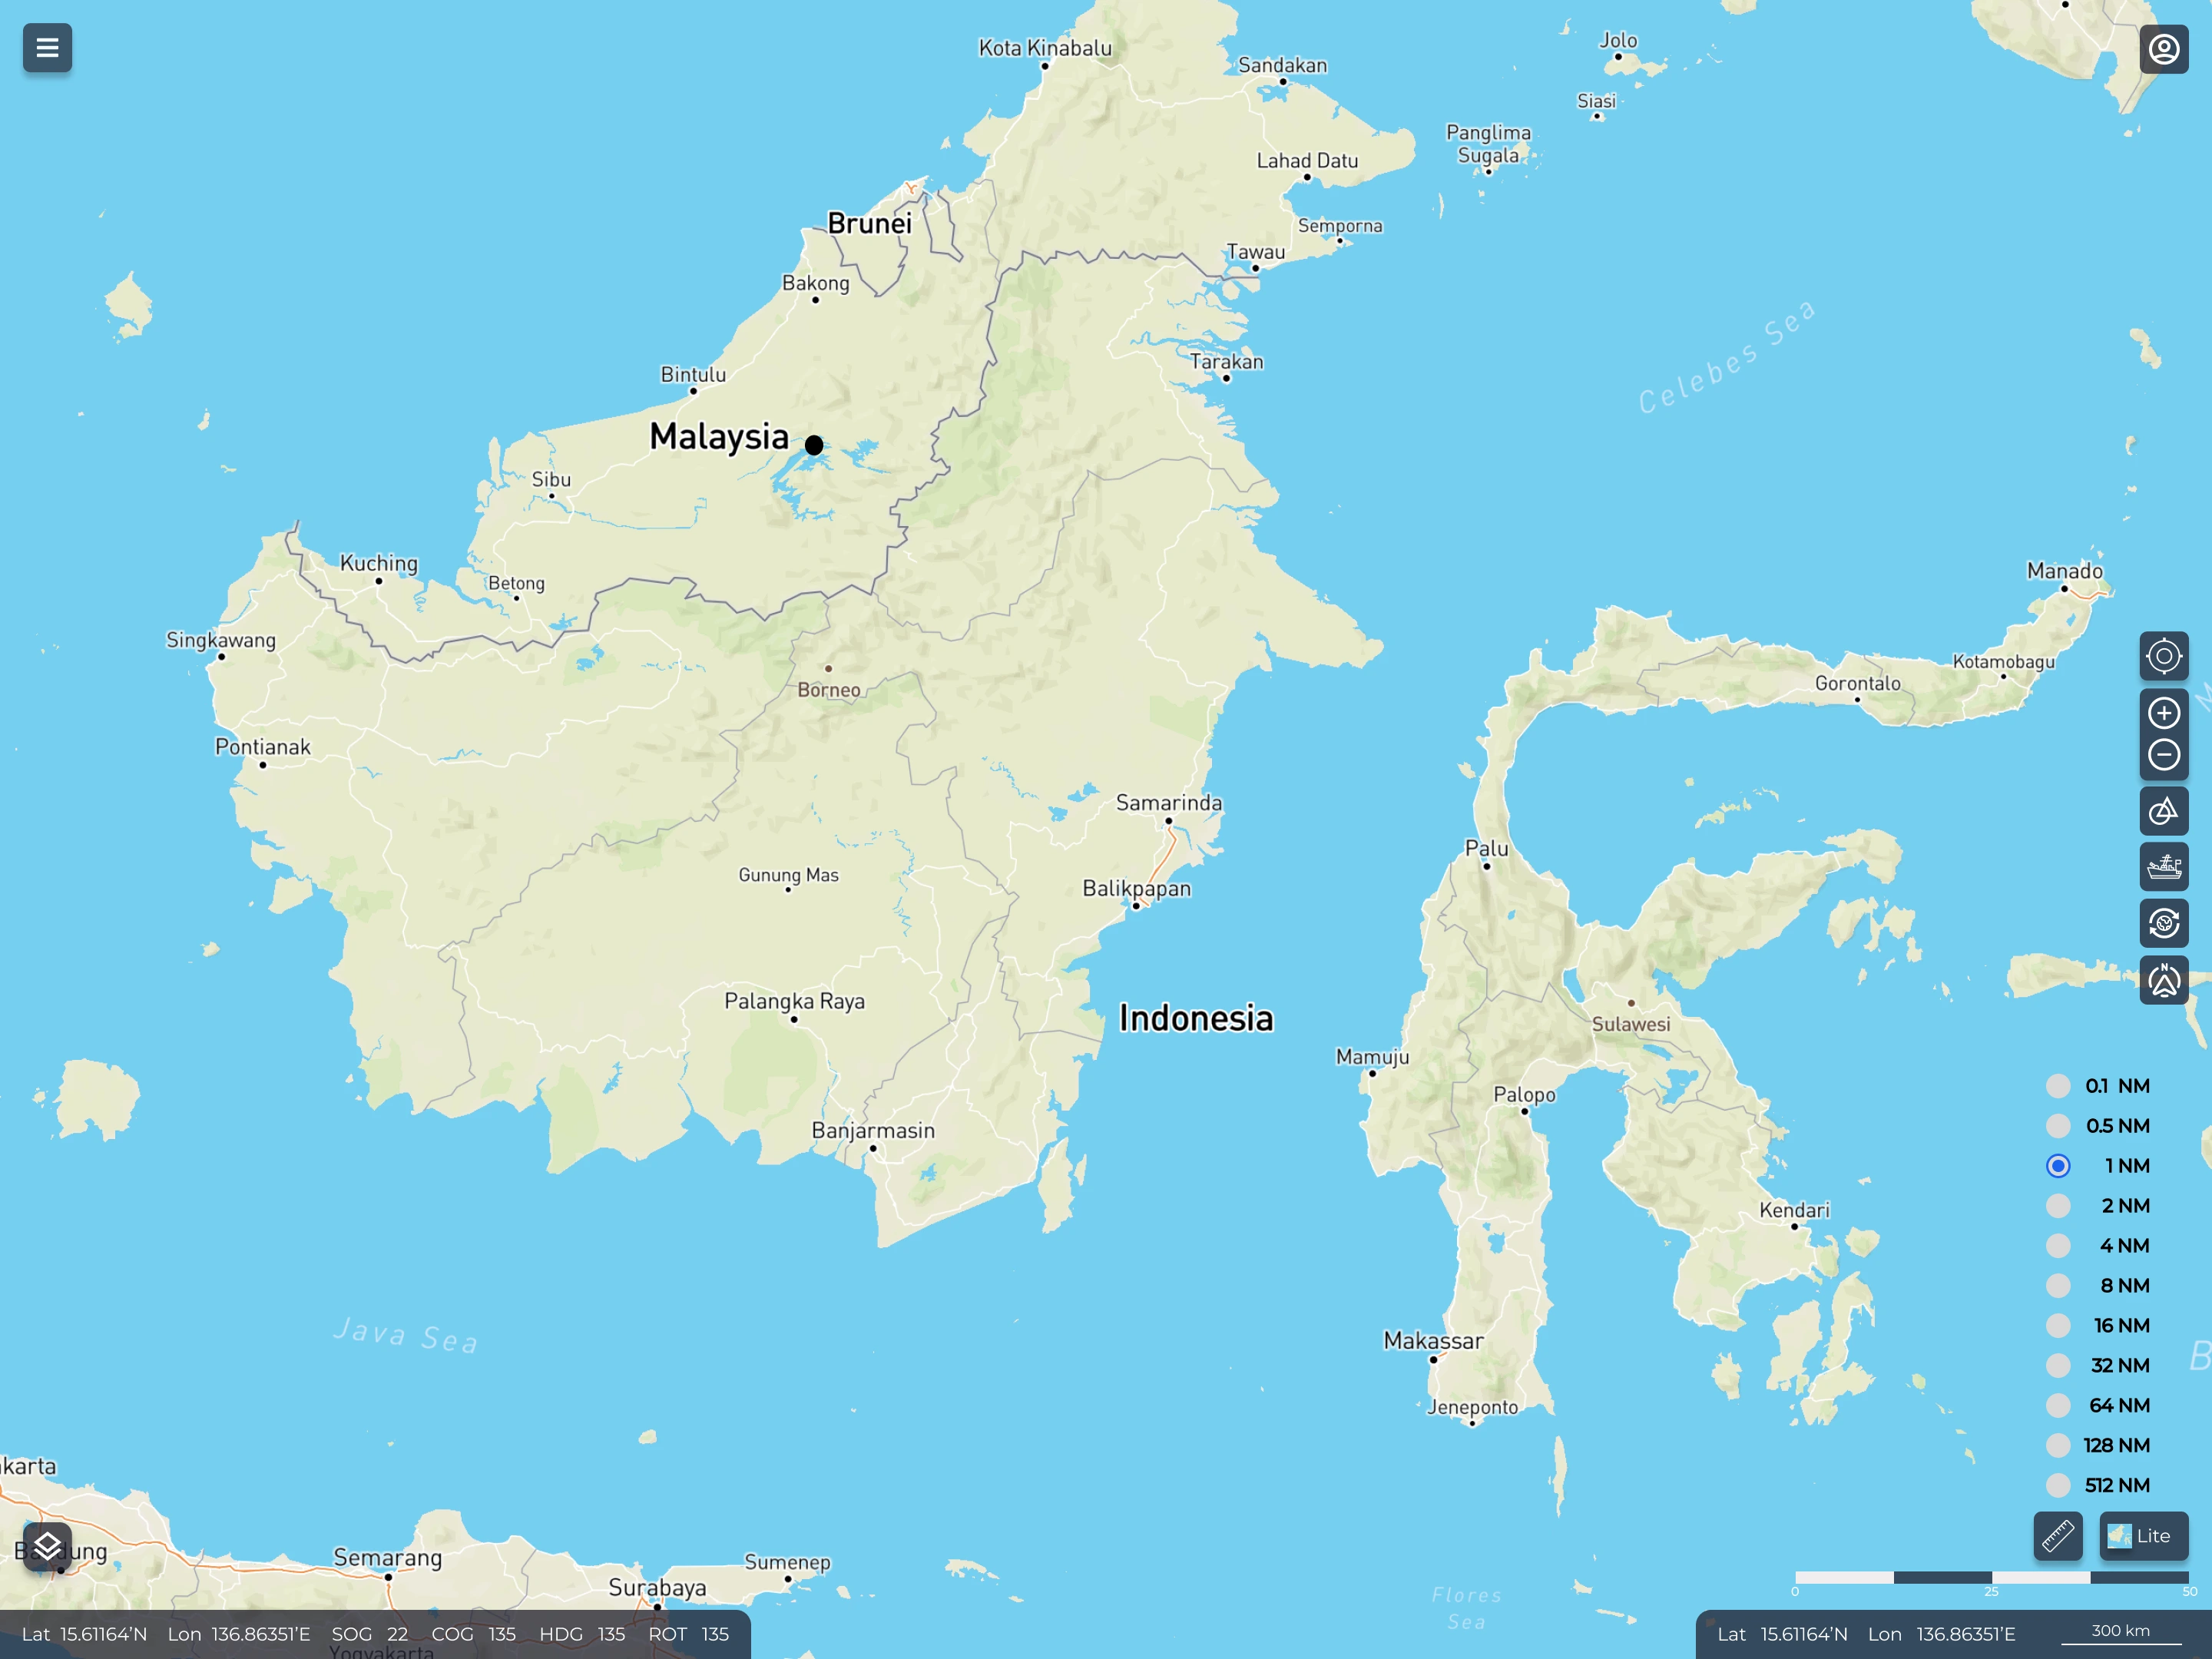 Kota Kinabalu
Jolo
Sandakan
Siasi
Panglima
Sugala
Lahad Datu
Brunei
Semporna
Tawau
Bakong
Celebes Sea
Tarakan
Bintulu
Malaysia
Sibu
Kuching
Betong
Manado
Singkawang
Kotamobagu
Borneo
Gorontalo
Pontianak
Samarinda
Palu
Gunung Mas
Balikpapan
N
Palangka Raya
Indonesia
Sulawesi
Mamuju
0.1 NM
Palopo
0.5 NM
Banjarmasin
1 NM
2 NM
Kendari
4 NM
8 NM
16 NM
Java Sea
Makassar
B
32 NM
Jeneponto
64 NM
128 NM
karta
512 NM
Lite
Semarang
Sumenep
Surabaya
0 25 50
Flores
Sea
Lat 15.61164'N Lon 136.86351'E SOG 22 COG 135 HDG 135 ROT 135
Lat 15.61164'N Lon 136.86351'E 300 km
Yogyakarta